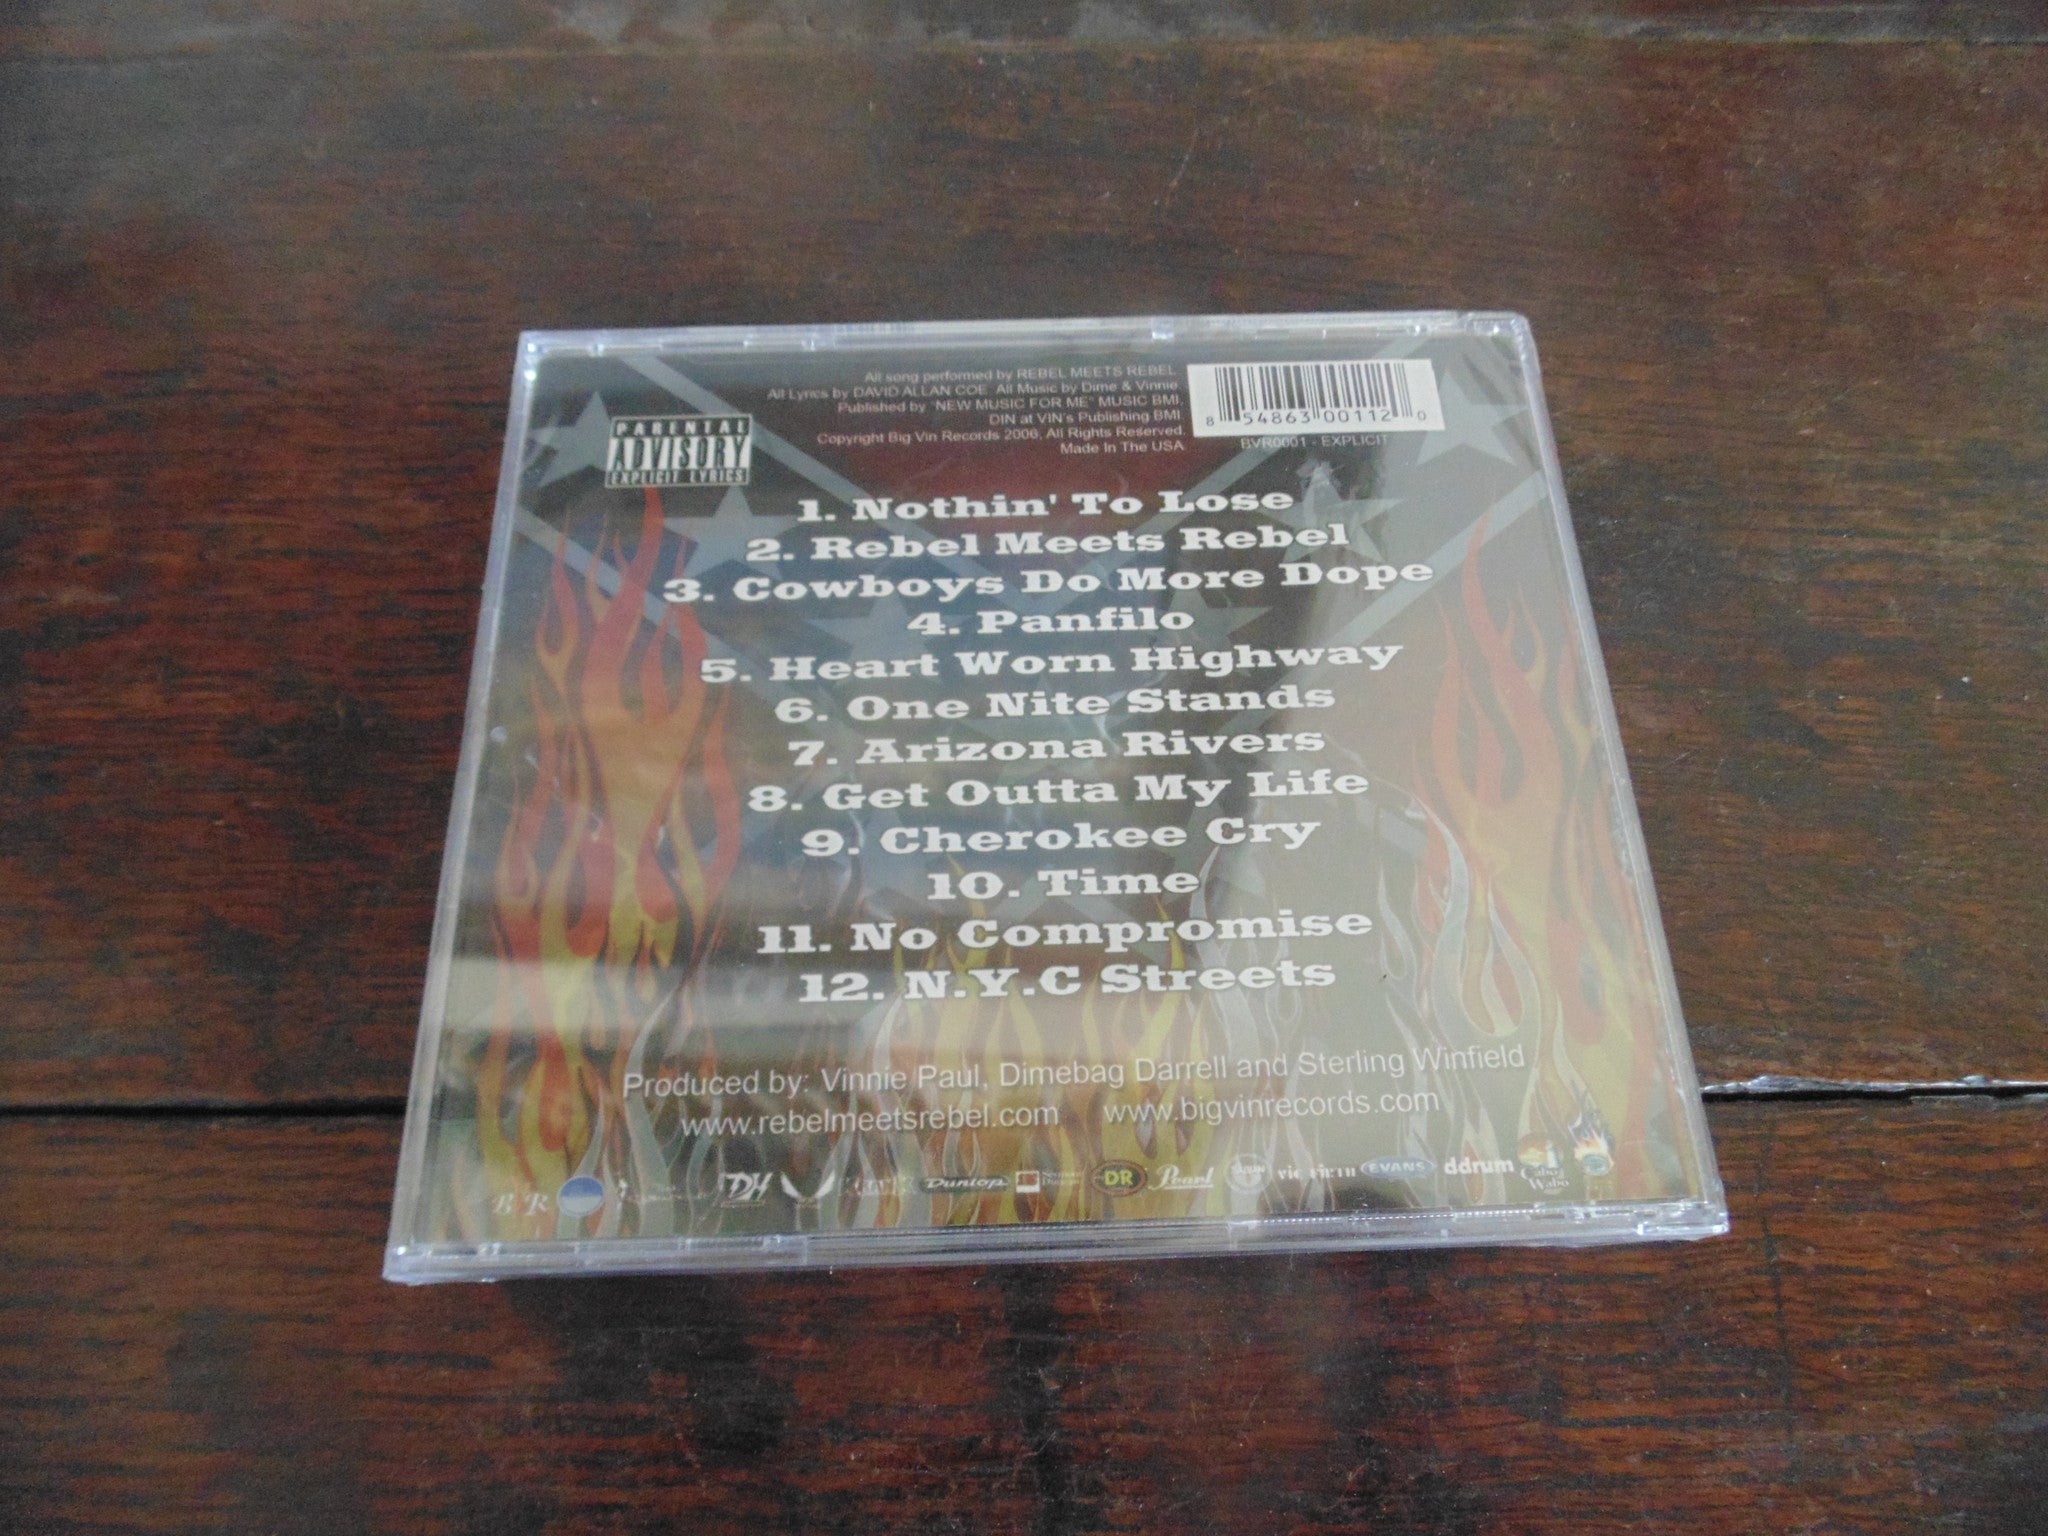 All song performed by REBEL MEETS REBEL.
All Lyrics by DAVID ALLAN COE. All Music by Dime & Vinnie.
Published by "NEW MUSIC FOR ME" MUSIC BMI,
DIN at VIN's Publishing BMI
Copyright Big Vin Records 2006, All Rights Reserved.
Made In The USA
8 54863 00112 0
BVR0001 - EXPLICIT
PARENTAL
ADVISORY
EXPLICIT LYRICS
1. Nothin' To Lose
2. Rebel Meets Rebel
3. Cowboys Do More Dope
4. Panfilo
5. Heart Worn Highway
6. One Nite Stands
7. Arizona Rivers
8. Get Outta My Life
9. Cherokee Cry
10. Time
11. No Compromise
12. N.Y.C Streets
Produced by: Vinnie Paul, Dimebag Darrell and Sterling Winfield
www.rebelmeetsrebel.com www.bigvinrecords.com
DH Dunlop DR Pearl VIC FIRTH EVANS ddrum Cabo Wabo